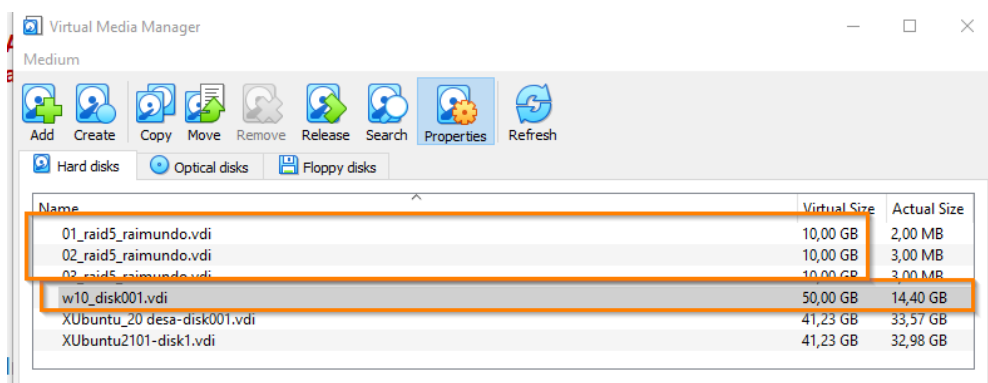 Virtual Media Manager
Medium
Add Create Copy Move Remove Release Search Properties Refresh
Hard disks Optical disks Floppy disks
Name Virtual Size Actual Size
01_raid5_raimundo.vdi 10,00 GB 2,00 MB
02_raid5_raimundo.vdi 10,00 GB 3,00 MB
03_raid5_raimundo.vdi 10,00 GB 3,00 MB
w10_disk001.vdi 50,00 GB 14,40 GB
XUbuntu_20 desa-disk001.vdi 41,23 GB 33,57 GB
XUbuntu2101-disk1.vdi 41,23 GB 32,98 GB